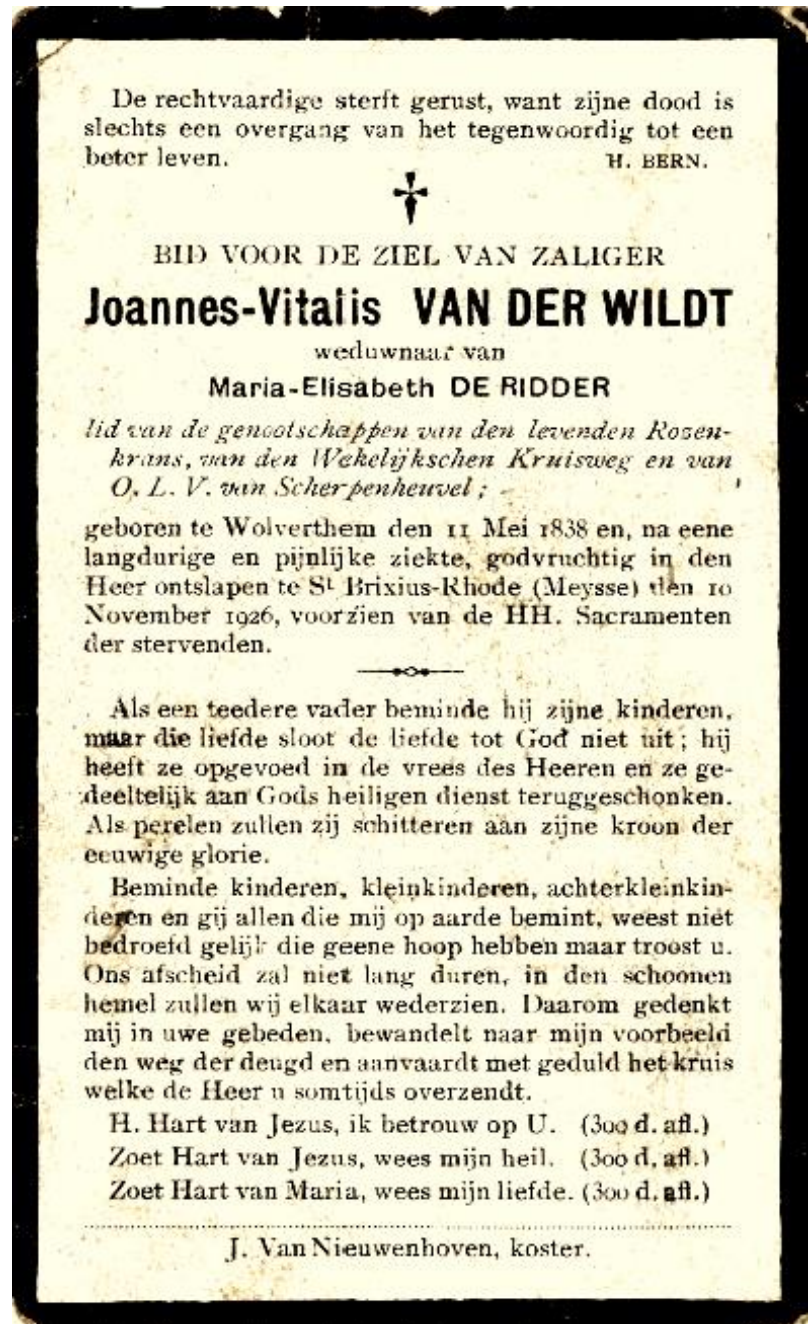 De rechtvaardige sterft gerust, want zijne dood is
slechts een overgang van het tegenwoordig tot een
beter leven. H. BERN.
BID VOOR DE ZIEL VAN ZALIGER
Joannes-Vitalis VAN DER WILDT
weduwnaar van
Maria-Elisabeth DE RIDDER
lid van de genootschappen van den levenden Rozen-
krans, van den Wekelijkschen Kruisweg en van
O. L. V. van Scherpenheuvel;
geboren te Wolverthem den 11 Mei 1838 en, na eene
langdurige en pijnlijke ziekte, godvruchtig in den
Heer ontslapen te St Brixius-Rhode (Meysse) den 10
November 1926, voorzien van de HH. Sacramenten
der stervenden.
Als een teedere vader beminde hij zijne kinderen,
maar die liefde sloot de liefde tot God niet uit; hij
heeft ze opgevoed in de vrees des Heeren en ze ge-
deeltelijk aan Gods heiligen dienst teruggeschonken.
Als perelen zullen zij schitteren aan zijne kroon der
eeuwige glorie.
Beminde kinderen, kleinkinderen, achterkleinkin-
deren en gij allen die mij op aarde bemint, weest niet
bedroefd gelijk die geene hoop hebben maar troost u.
Ons afscheid zal niet lang duren, in den schoonen
hemel zullen wij elkaar wederzien. Daarom gedenkt
mij in uwe gebeden, bewandelt naar mijn voorbeeld
den weg der deugd en aanvaardt met geduld het kruis
welke de Heer u somtijds overzendt.
H. Hart van Jezus, ik betrouw op U. (300 d. afl.)
Zoet Hart van Jezus, wees mijn heil. (300 d. afl.)
Zoet Hart van Maria, wees mijn liefde. (300 d. afl.)
J. Van Nieuwenhoven, koster.